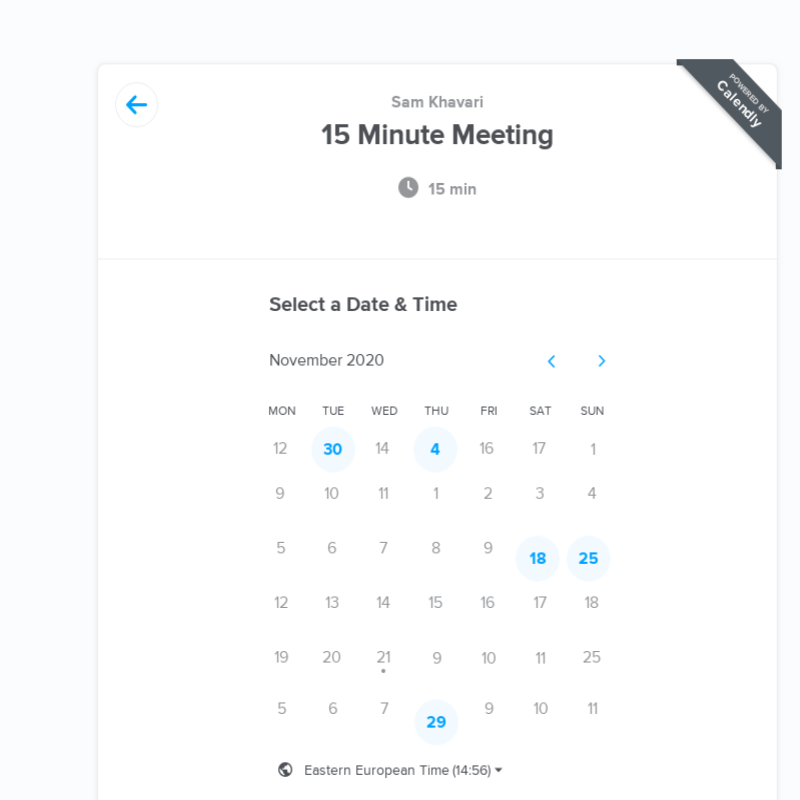 POWERED BY
Calendly
Sam Khavari
15 Minute Meeting
15 min
Select a Date & Time
November 2020
MON TUE WED THU FRI SAT SUN
12 30 14 4 16 17 1
9 10 11 1 2 3 4
5 6 7 8 9 18 25
12 13 14 15 16 17 18
19 20 21 9 10 11 25
5 6 7 29 9 10 11
Eastern European Time (14:56)